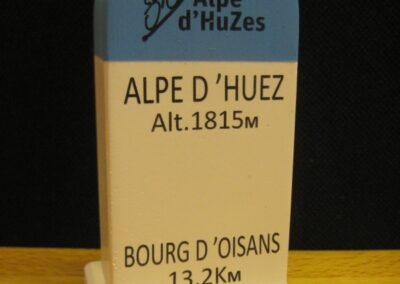 Alpe
d'HuZes
ALPE D 'HUEZ
Alt.1815M
BOURG D 'OISANS
13.2KM